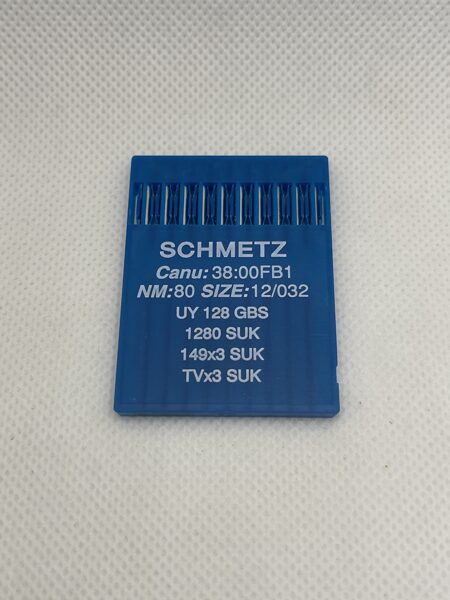 SCHMETZ
Canu: 38:00FB1
NM:80 SIZE:12/032
UY 128 GBS
1280 SUK
149x3 SUK
TVx3 SUK